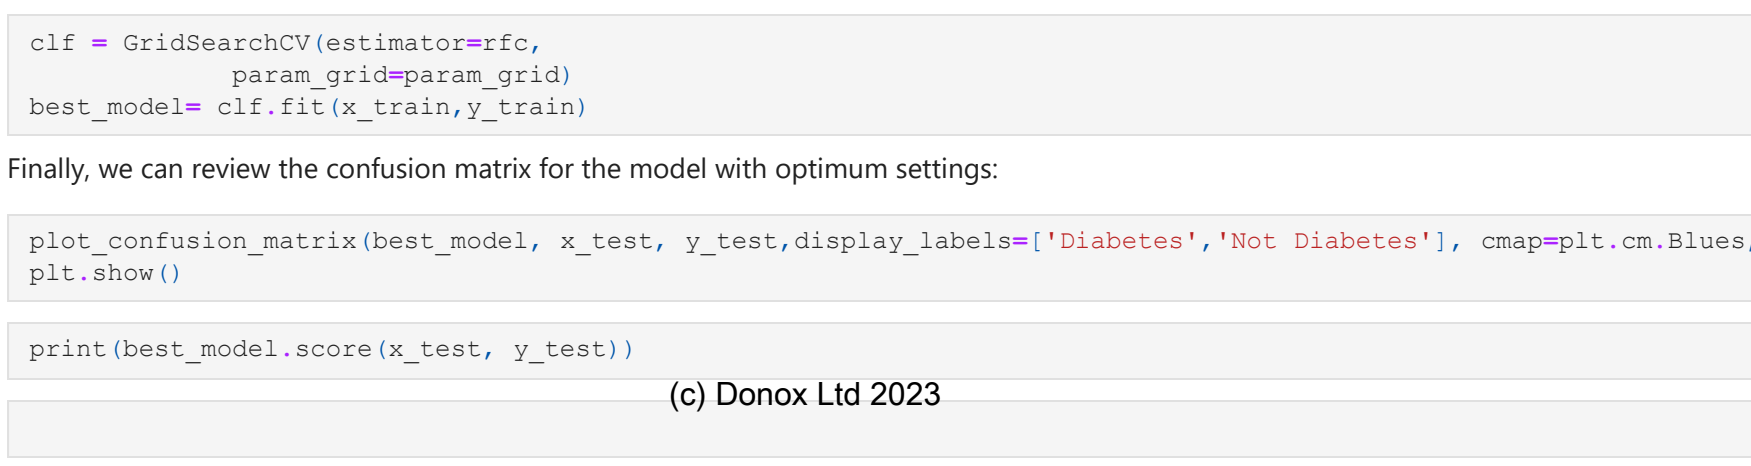 clf = GridSearchCV(estimator=rfc,
param_grid=param_grid)
best_model= clf.fit(x_train,y_train)
Finally, we can review the confusion matrix for the model with optimum settings:
plot_confusion_matrix(best_model, x_test, y_test,display_labels=['Diabetes','Not Diabetes'], cmap=plt.cm.Blues,
plt.show()
print(best_model.score(x_test, y_test))
(c) Donox Ltd 2023